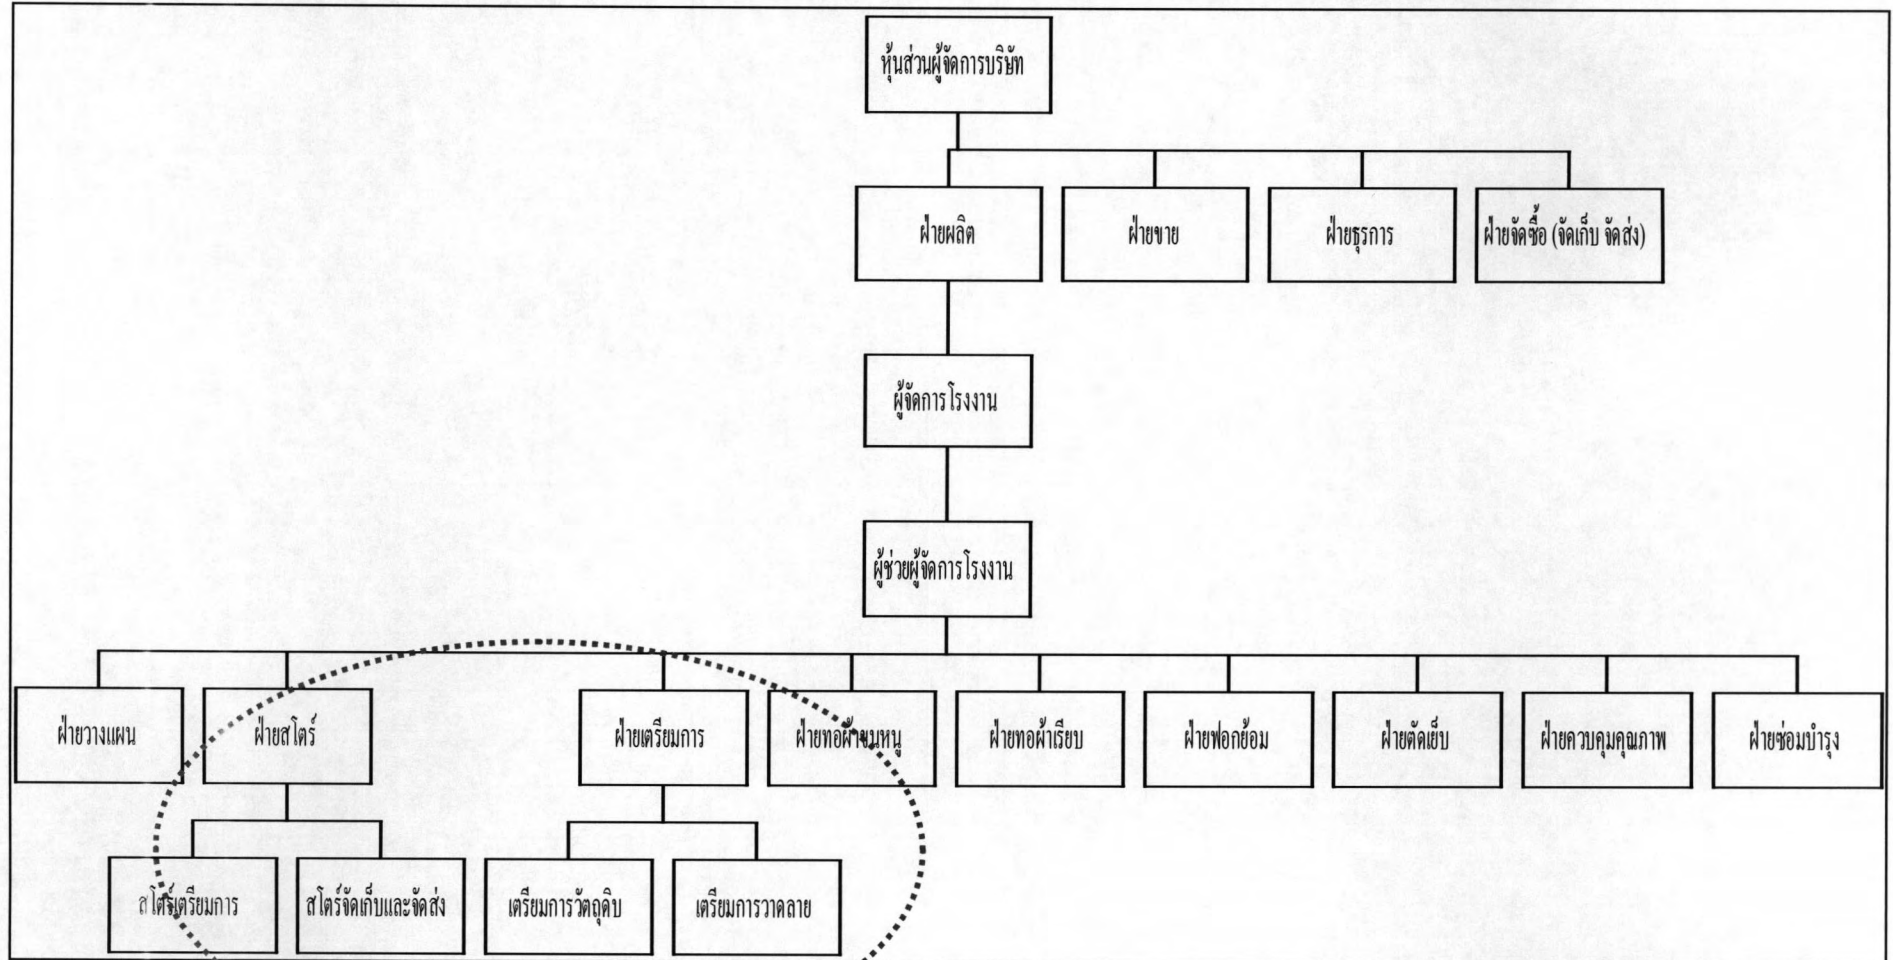 หุ้นส่วนผู้จัดการบริษัท
ฝ่ายผลิต
ฝ่ายขาย
ฝ่ายธุรการ
ฝ่ายจัดซื้อ (จัดเก็บ จัดส่ง)
ผู้จัดการโรงงาน
ผู้ช่วยผู้จัดการโรงงาน
ฝ่ายวางแผน
ฝ่ายสโตร์
ฝ่ายเตรียมการ
ฝ่ายทอผ้าขนหนู
ฝ่ายทอผ้าเรียบ
ฝ่ายฟอกย้อม
ฝ่ายตัดเย็บ
ฝ่ายควบคุมคุณภาพ
ฝ่ายซ่อมบำรุง
สโตร์เตรียมการ
สโตร์จัดเก็บและจัดส่ง
เตรียมการวัตถุดิบ
เตรียมการวาดลาย